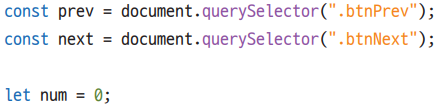 const prev = document.querySelector(".btnPrev");
const next = document.querySelector(".btnNext");
let num = 0;